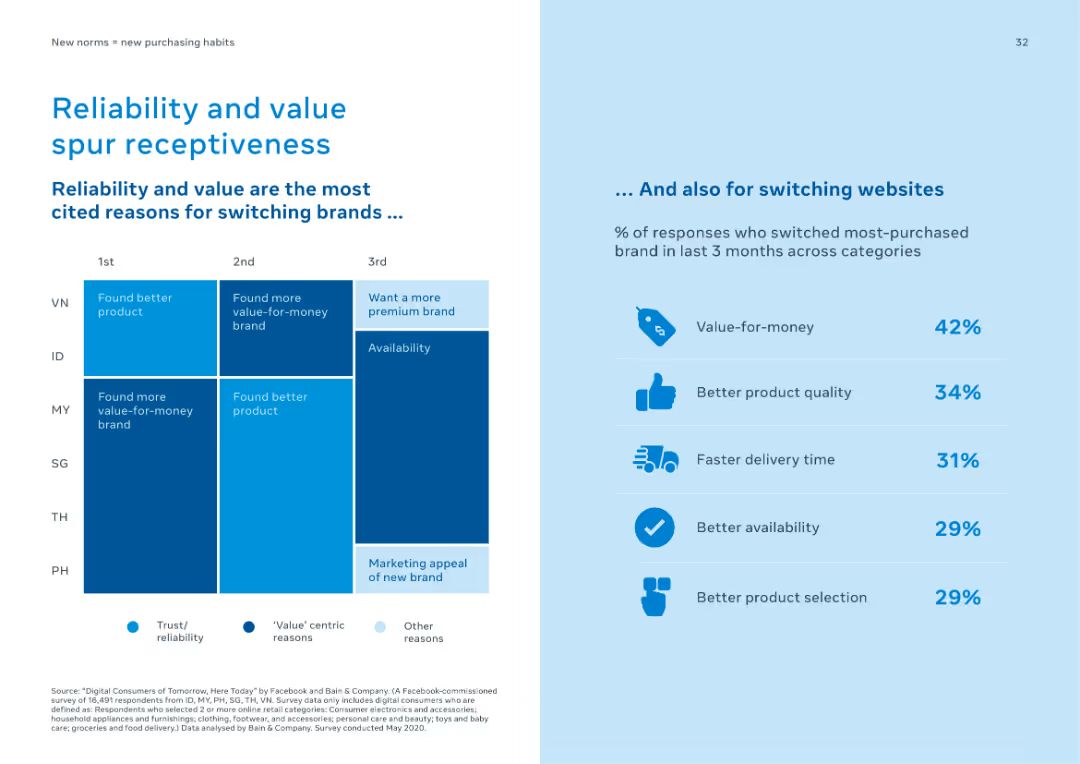 New norms = new purchasing habits
32
Reliability and value
spur receptiveness
Reliability and value are the most
cited reasons for switching brands ...
1st
2nd
3rd
VN
ID
MY
SG
TH
PH
Found better
product
Found more
value-for-money
brand
Want a more
premium brand
Availability
Found more
value-for-money
brand
Found better
product
Marketing appeal
of new brand
Trust/
reliability
'Value' centric
reasons
Other
reasons
Source: "Digital Consumers of Tomorrow, Here Today" by Facebook and Bain & Company. (A Facebook-commissioned
survey of 16,491 respondents from ID, MY, PH, SG, TH, VN. Survey data only includes digital consumers who are
defined as: Respondents who selected 2 or more online retail categories: Consumer electronics and accessories;
household appliances and furnishings; clothing, footwear, and accessories; personal care and beauty; toys and baby
care; groceries and food delivery.) Data analysed by Bain & Company. Survey conducted May 2020.
... And also for switching websites
% of responses who switched most-purchased
brand in last 3 months across categories
Value-for-money 42%
Better product quality 34%
Faster delivery time 31%
Better availability 29%
Better product selection 29%